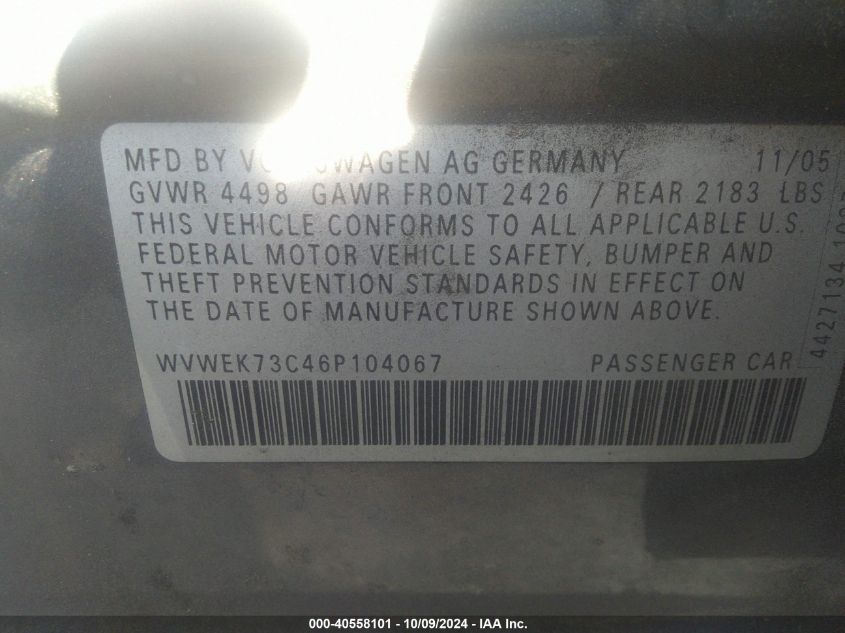 MFD BY VOLKSWAGEN AG GERMANY 11/05
GVWR 4498 GAWR FRONT 2426 / REAR 2183 LBS
THIS VEHICLE CONFORMS TO ALL APPLICABLE U.S.
FEDERAL MOTOR VEHICLE SAFETY, BUMPER AND
THEFT PREVENTION STANDARDS IN EFFECT ON
THE DATE OF MANUFACTURE SHOWN ABOVE.
WVWEK73C46P104067 PASSENGER CAR
4427134
000-40558101 - 10/09/2024 - IAA Inc.